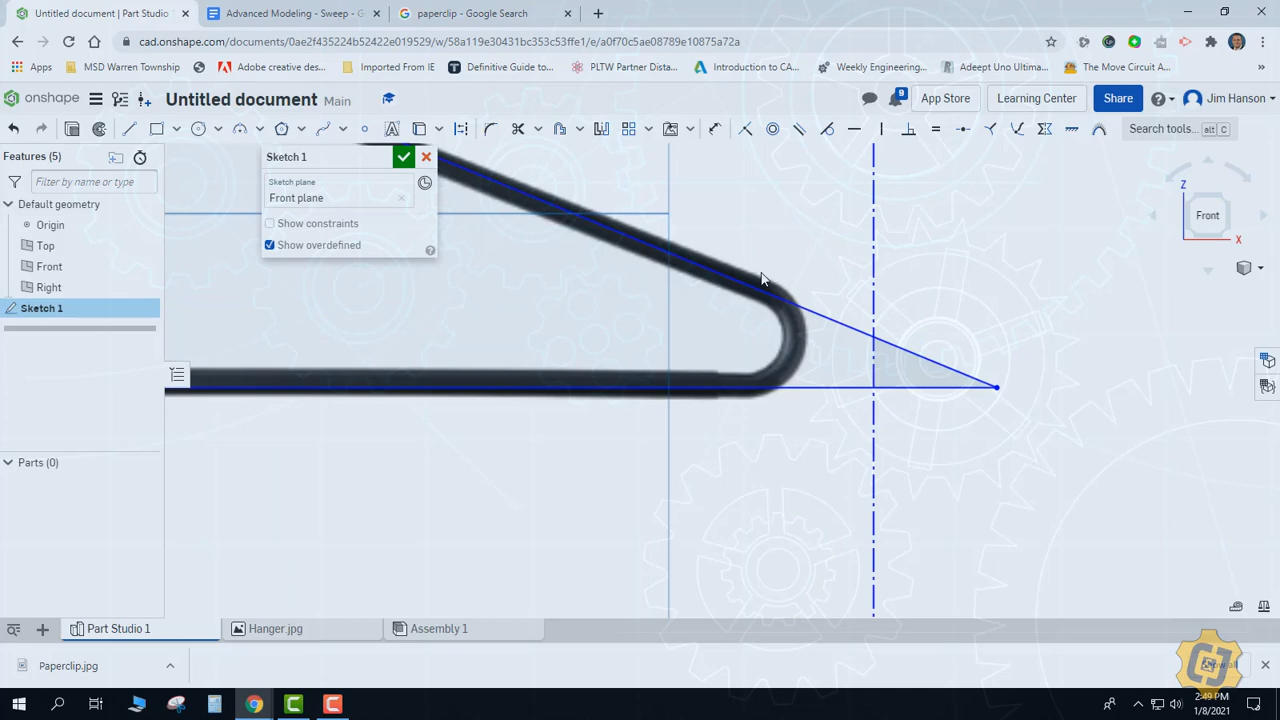 Untitled document | Part Studio 1
Advanced Modeling - Sweep - G
paperclip - Google Search
cad.onshape.com/documents/0ae2f435224b52422e019529/w/58a119e30431bc353c53ffe1/e/a0f70c5ae08789e10875a72a
Apps
MSD Warren Township
Adobe creative des...
Imported From IE
Definitive Guide to...
PLTW Partner Dista...
Introduction to CA...
Weekly Engineering...
Adeept Uno Ultima...
The Move Circuit A...
onshape
Untitled document
Main
9
App Store
Learning Center
Share
Jim Hanson
Search tools...
alt C
Features (5)
Filter by name or type
Default geometry
Origin
Top
Front
Right
Sketch 1
Parts (0)
Sketch 1
Sketch plane
Front plane
Show constraints
Show overdefined
Z
Front
X
Part Studio 1
Hanger.jpg
Assembly 1
Paperclip.jpg
Show all
2:49 PM
1/8/2021